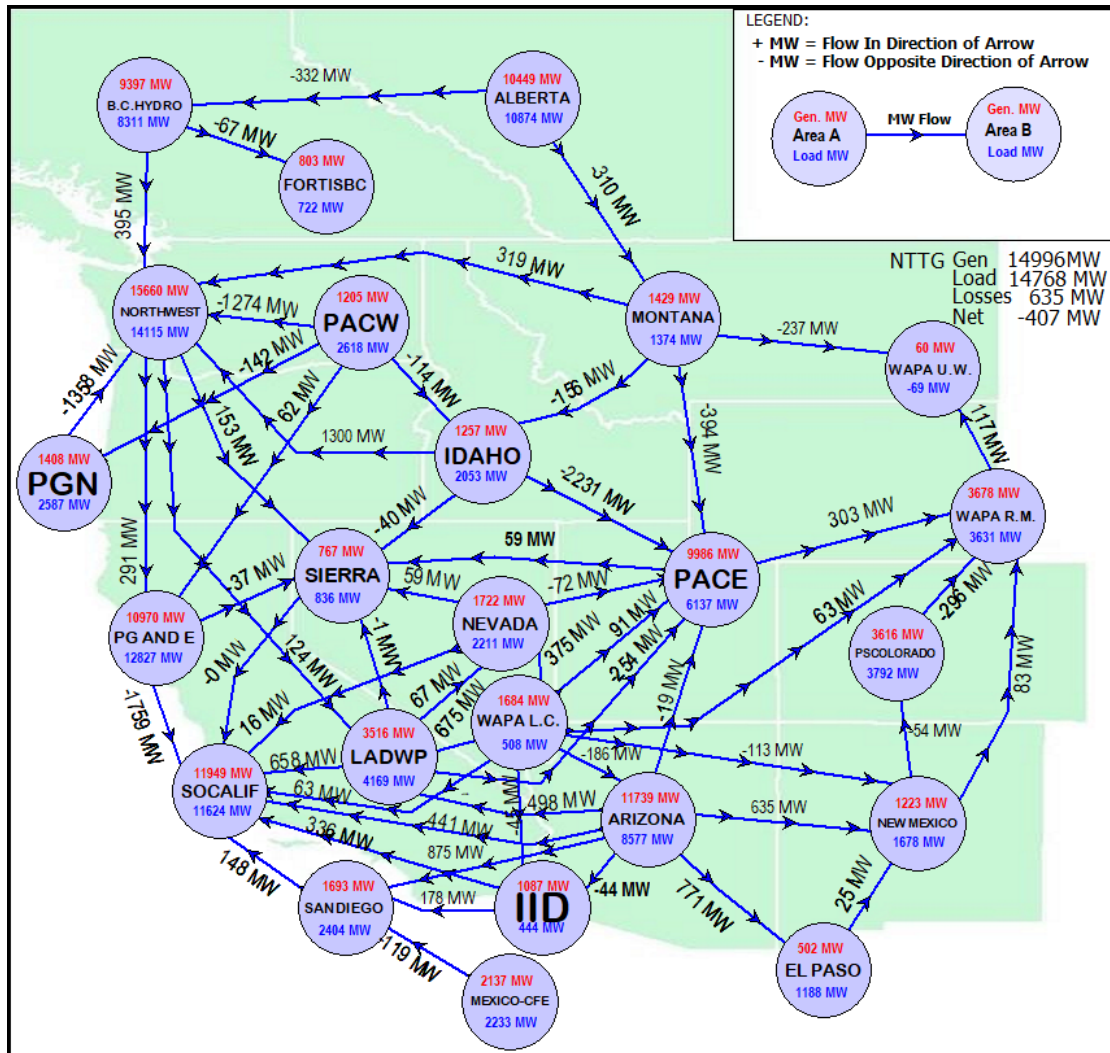 LEGEND:
+ MW = Flow In Direction of Arrow
- MW = Flow Opposite Direction of Arrow
Gen. MW
Area A
Load MW
MW Flow
Gen. MW
Area B
Load MW
9397 MW
B.C.HYDRO
8311 MW
-332 MW
10449 MW
ALBERTA
10874 MW
-67 MW
803 MW
FORTISBC
722 MW
-310 MW
395 MW
319 MW
NTTG Gen 14996MW
Load 14768 MW
Losses 635 MW
Net -407 MW
15660 MW
NORTHWEST
14115 MW
-1274 MW
1205 MW
PACW
2618 MW
1429 MW
MONTANA
1374 MW
-237 MW
60 MW
WAPA U.W.
-69 MW
-142 MW
-114 MW
-156 MW
-1358 MW
62 MW
153 MW
-394 MW
117 MW
1300 MW
1257 MW
IDAHO
2053 MW
1408 MW
PGN
2587 MW
-2231 MW
3678 MW
WAPA R.M.
3631 MW
303 MW
-40 MW
291 MW
767 MW
SIERRA
836 MW
59 MW
9986 MW
PACE
6137 MW
59 MW
-72 MW
-37 MW
-296 MW
10970 MW
PG AND E
12827 MW
1722 MW
NEVADA
2211 MW
375 MW
91 MW
63 MW
3616 MW
PSCOLORADO
3792 MW
-0 MW
124 MW
-1 MW
-254 MW
-19 MW
83 MW
-1759 MW
16 MW
67 MW
675 MW
1684 MW
WAPA L.C.
508 MW
-54 MW
3516 MW
LADWP
4169 MW
658 MW
-186 MW
-113 MW
11949 MW
SOCALIF
11624 MW
63 MW
-45 MW
498 MW
11739 MW
ARIZONA
8577 MW
635 MW
1223 MW
NEW MEXICO
1678 MW
336 MW
-441 MW
875 MW
148 MW
1693 MW
SANDIEGO
2404 MW
178 MW
1087 MW
IID
444 MW
-44 MW
771 MW
25 MW
-119 MW
502 MW
EL PASO
1188 MW
2137 MW
MEXICO-CFE
2233 MW